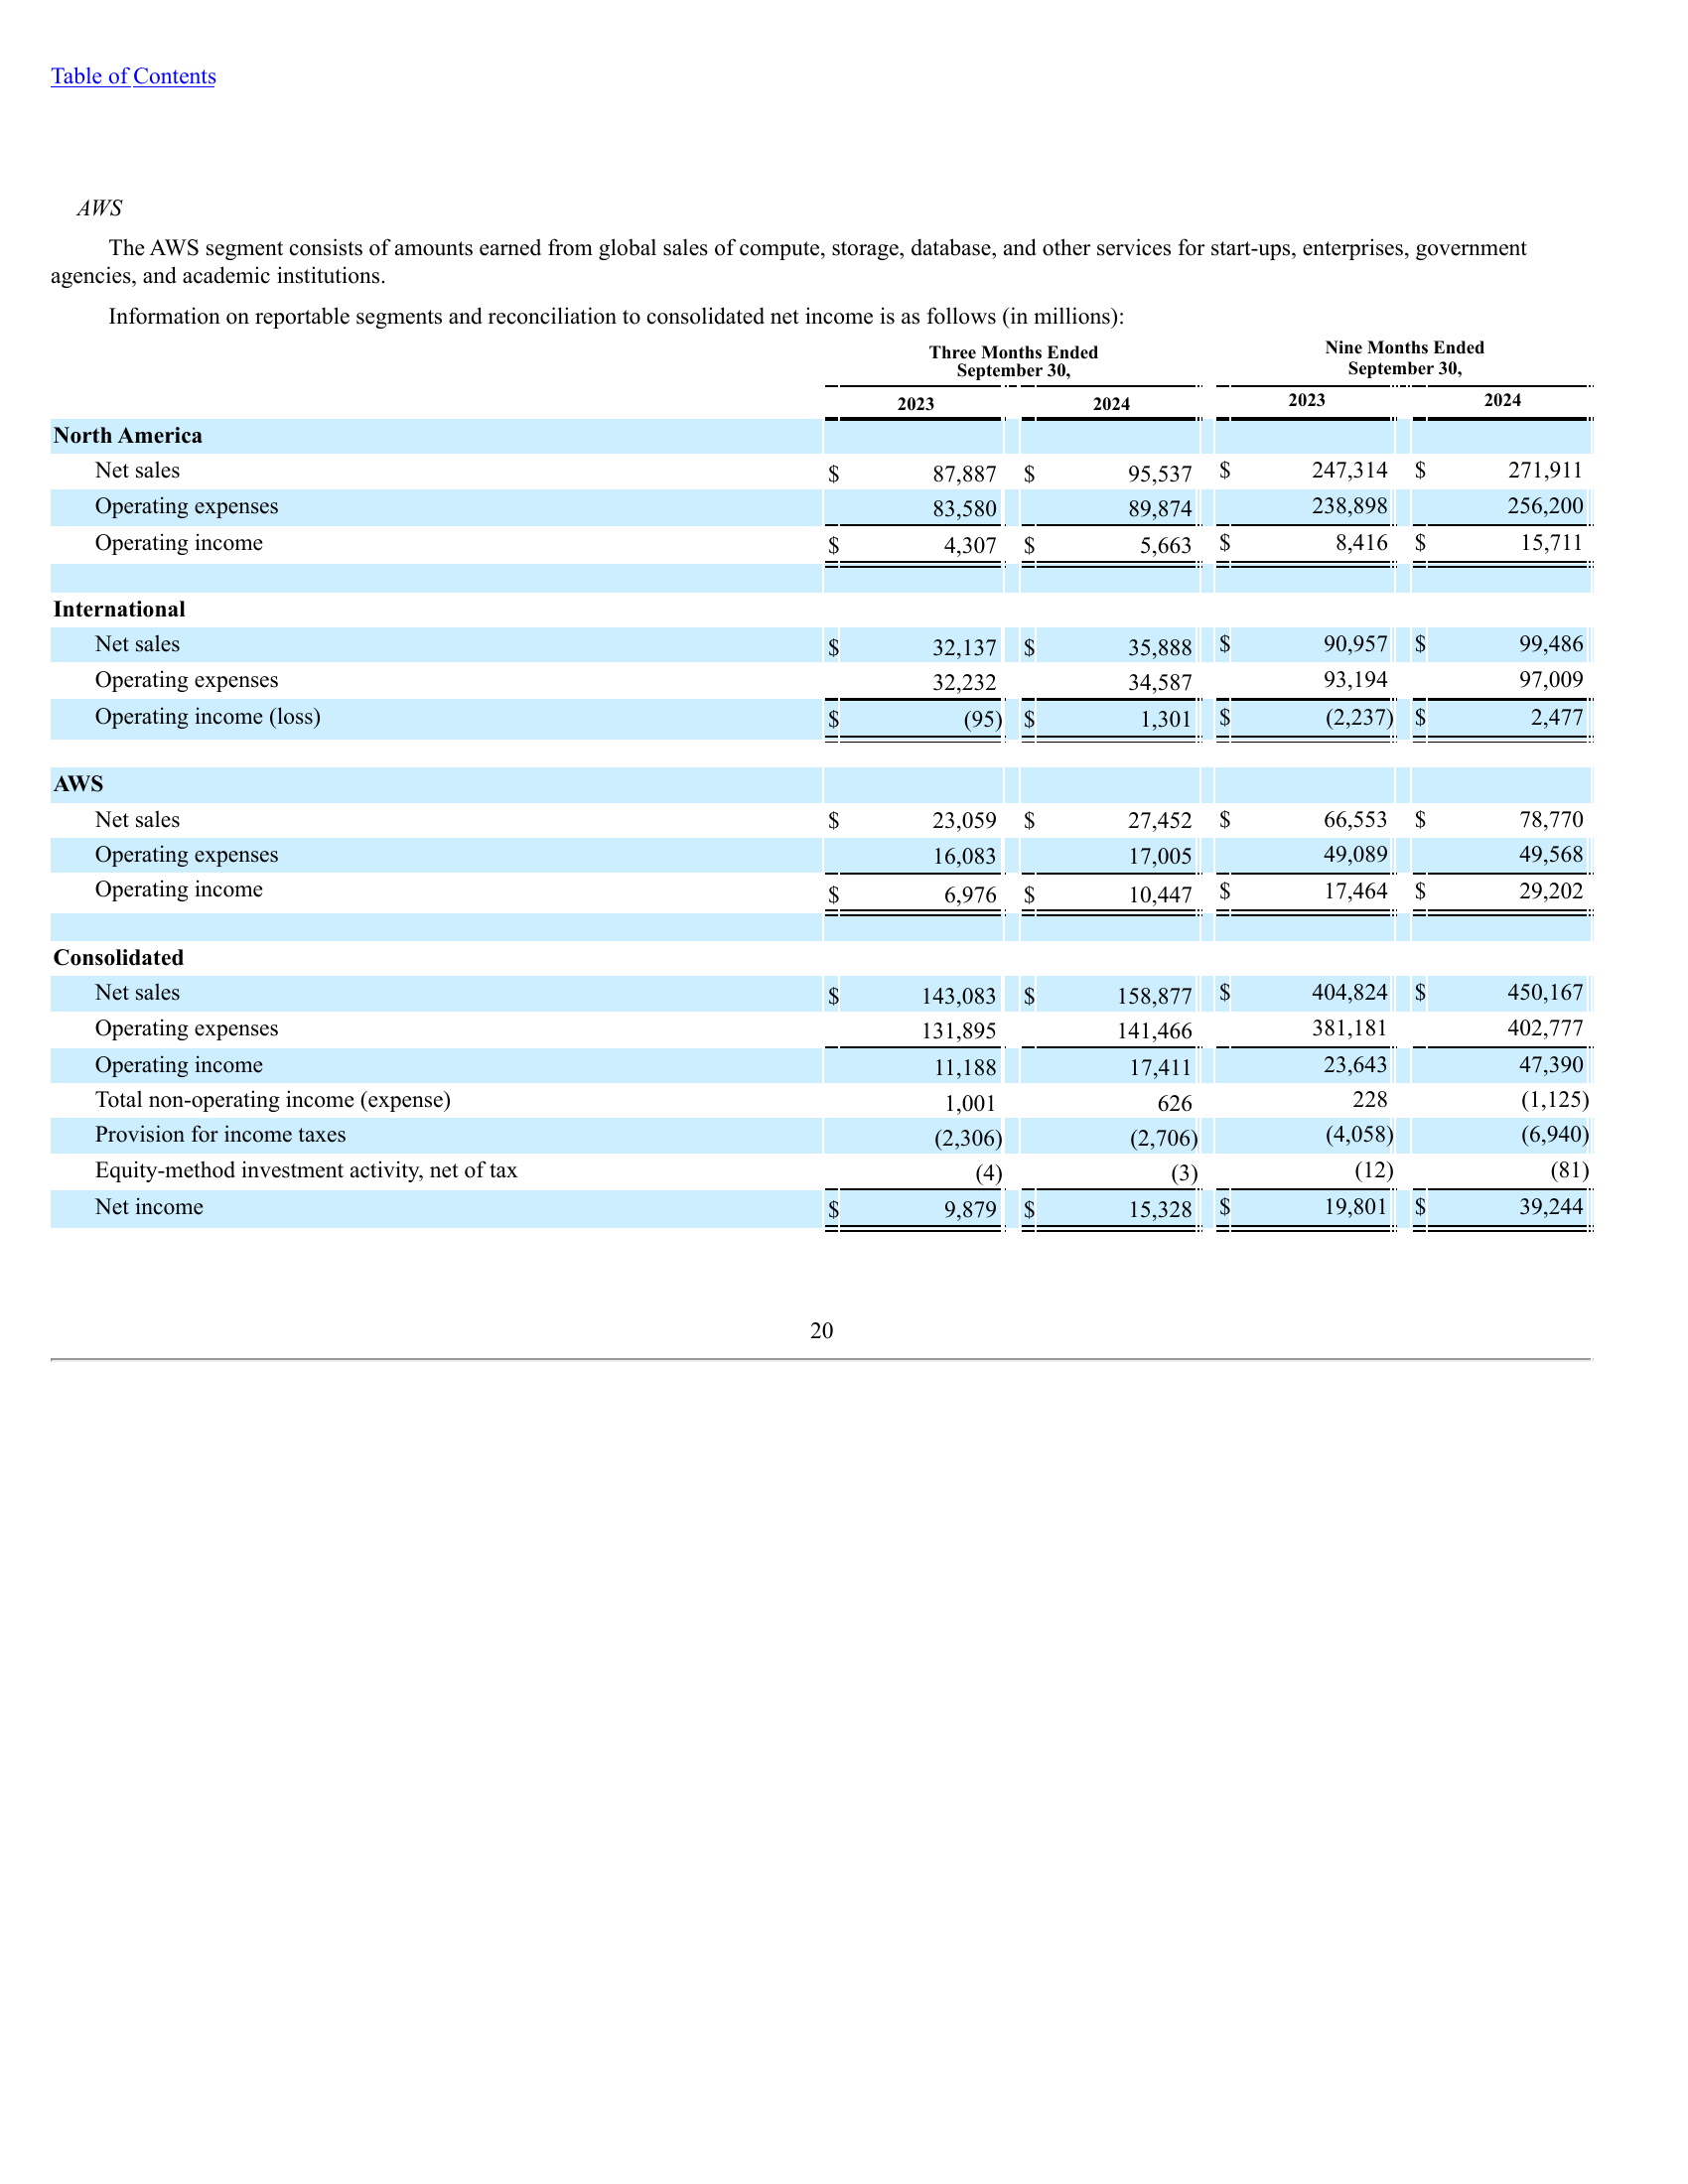 Table of Contents
AWS
The AWS segment consists of amounts earned from global sales of compute, storage, database, and other services for start-ups, enterprises, government
agencies, and academic institutions.
Information on reportable segments and reconciliation to consolidated net income is as follows (in millions):
Three Months Ended September 30, Nine Months Ended September 30,
2023 2024 2023 2024
North America
Net sales $ 87,887 $ 95,537 $ 247,314 $ 271,911
Operating expenses 83,580 89,874 238,898 256,200
Operating income $ 4,307 $ 5,663 $ 8,416 $ 15,711
International
Net sales $ 32,137 $ 35,888 $ 90,957 $ 99,486
Operating expenses 32,232 34,587 93,194 97,009
Operating income (loss) $ (95) $ 1,301 $ (2,237) $ 2,477
AWS
Net sales $ 23,059 $ 27,452 $ 66,553 $ 78,770
Operating expenses 16,083 17,005 49,089 49,568
Operating income $ 6,976 $ 10,447 $ 17,464 $ 29,202
Consolidated
Net sales $ 143,083 $ 158,877 $ 404,824 $ 450,167
Operating expenses 131,895 141,466 381,181 402,777
Operating income 11,188 17,411 23,643 47,390
Total non-operating income (expense) 1,001 626 228 (1,125)
Provision for income taxes (2,306) (2,706) (4,058) (6,940)
Equity-method investment activity, net of tax (4) (3) (12) (81)
Net income $ 9,879 $ 15,328 $ 19,801 $ 39,244
20